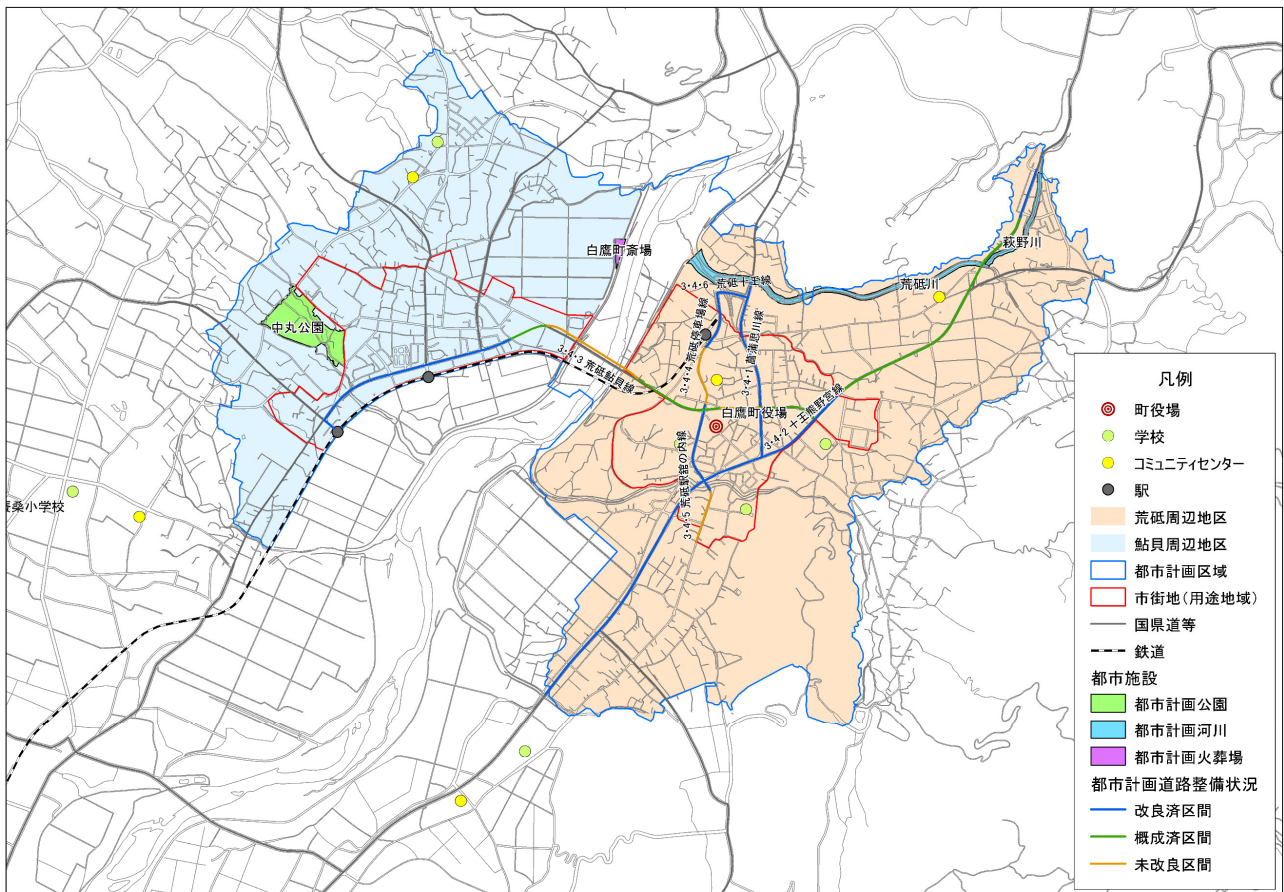 白鷹町斎場
萩野川
荒砥川
3・4・6 荒砥十王線
中丸公園
3・4・4 荒砥停車場線
3・4・1 菖蒲恩川線
3・4・3 荒砥鮎貝線
白鷹町役場
3・4・2 十王熊野宮線
3・4・5 荒砥駅舘の内線
桑小学校
凡例
町役場
学校
コミュニティセンター
駅
荒砥周辺地区
鮎貝周辺地区
都市計画区域
市街地(用途地域)
国県道等
鉄道
都市施設
都市計画公園
都市計画河川
都市計画火葬場
都市計画道路整備状況
改良済区間
概成済区間
未改良区間